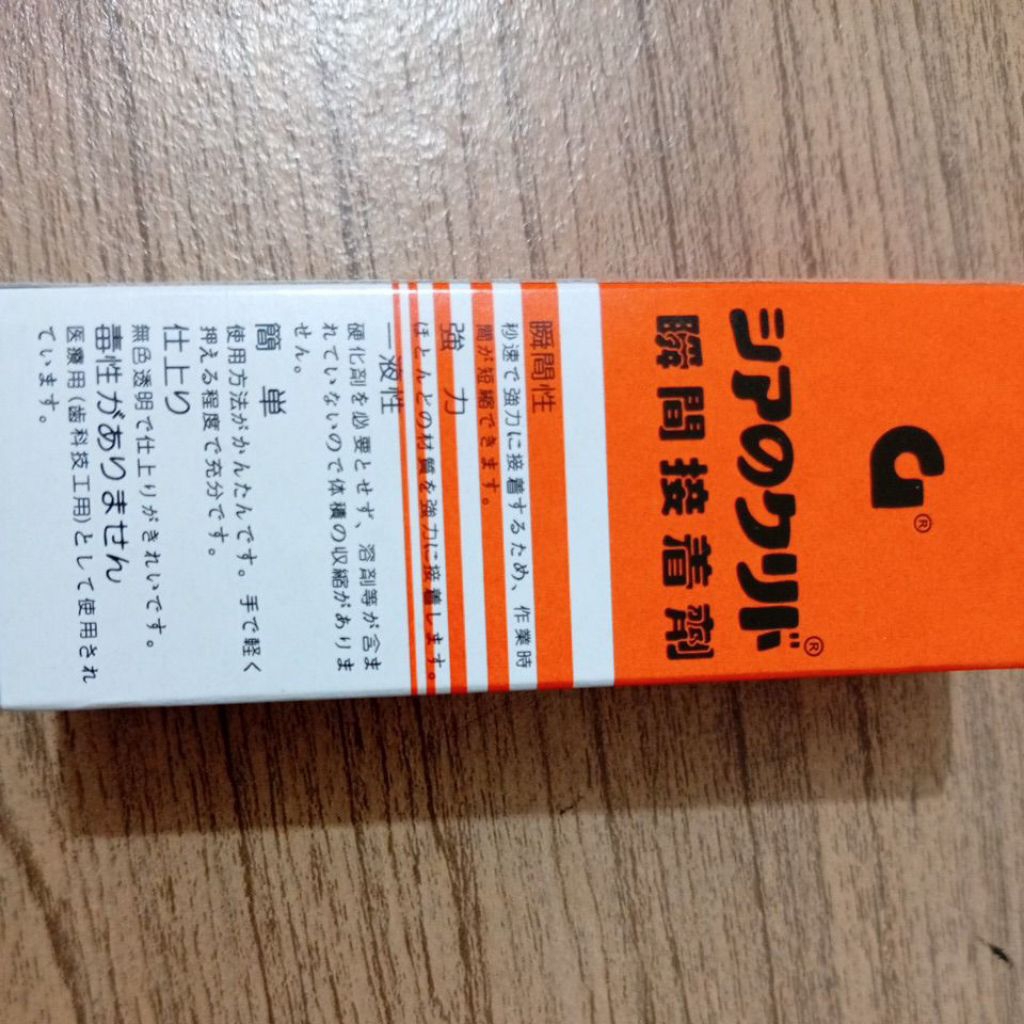 ®
シアのクリバ®
瞬間接着剤
瞬間性
秒速で強力に接着するため、作業時
間が短縮できます。
強 力
ほとんどの材質を強力に接着します。
一液性
硬化剤を必要とせず、溶剤等が含ま
れていないので体積の収縮がありま
せん。
簡 単
使用方法がかんたんです。手で軽く
押える程度で充分です。
仕上り
無色透明で仕上りがきれいです。
毒性がありません
医療用(歯科技工用)として使用され
ています。